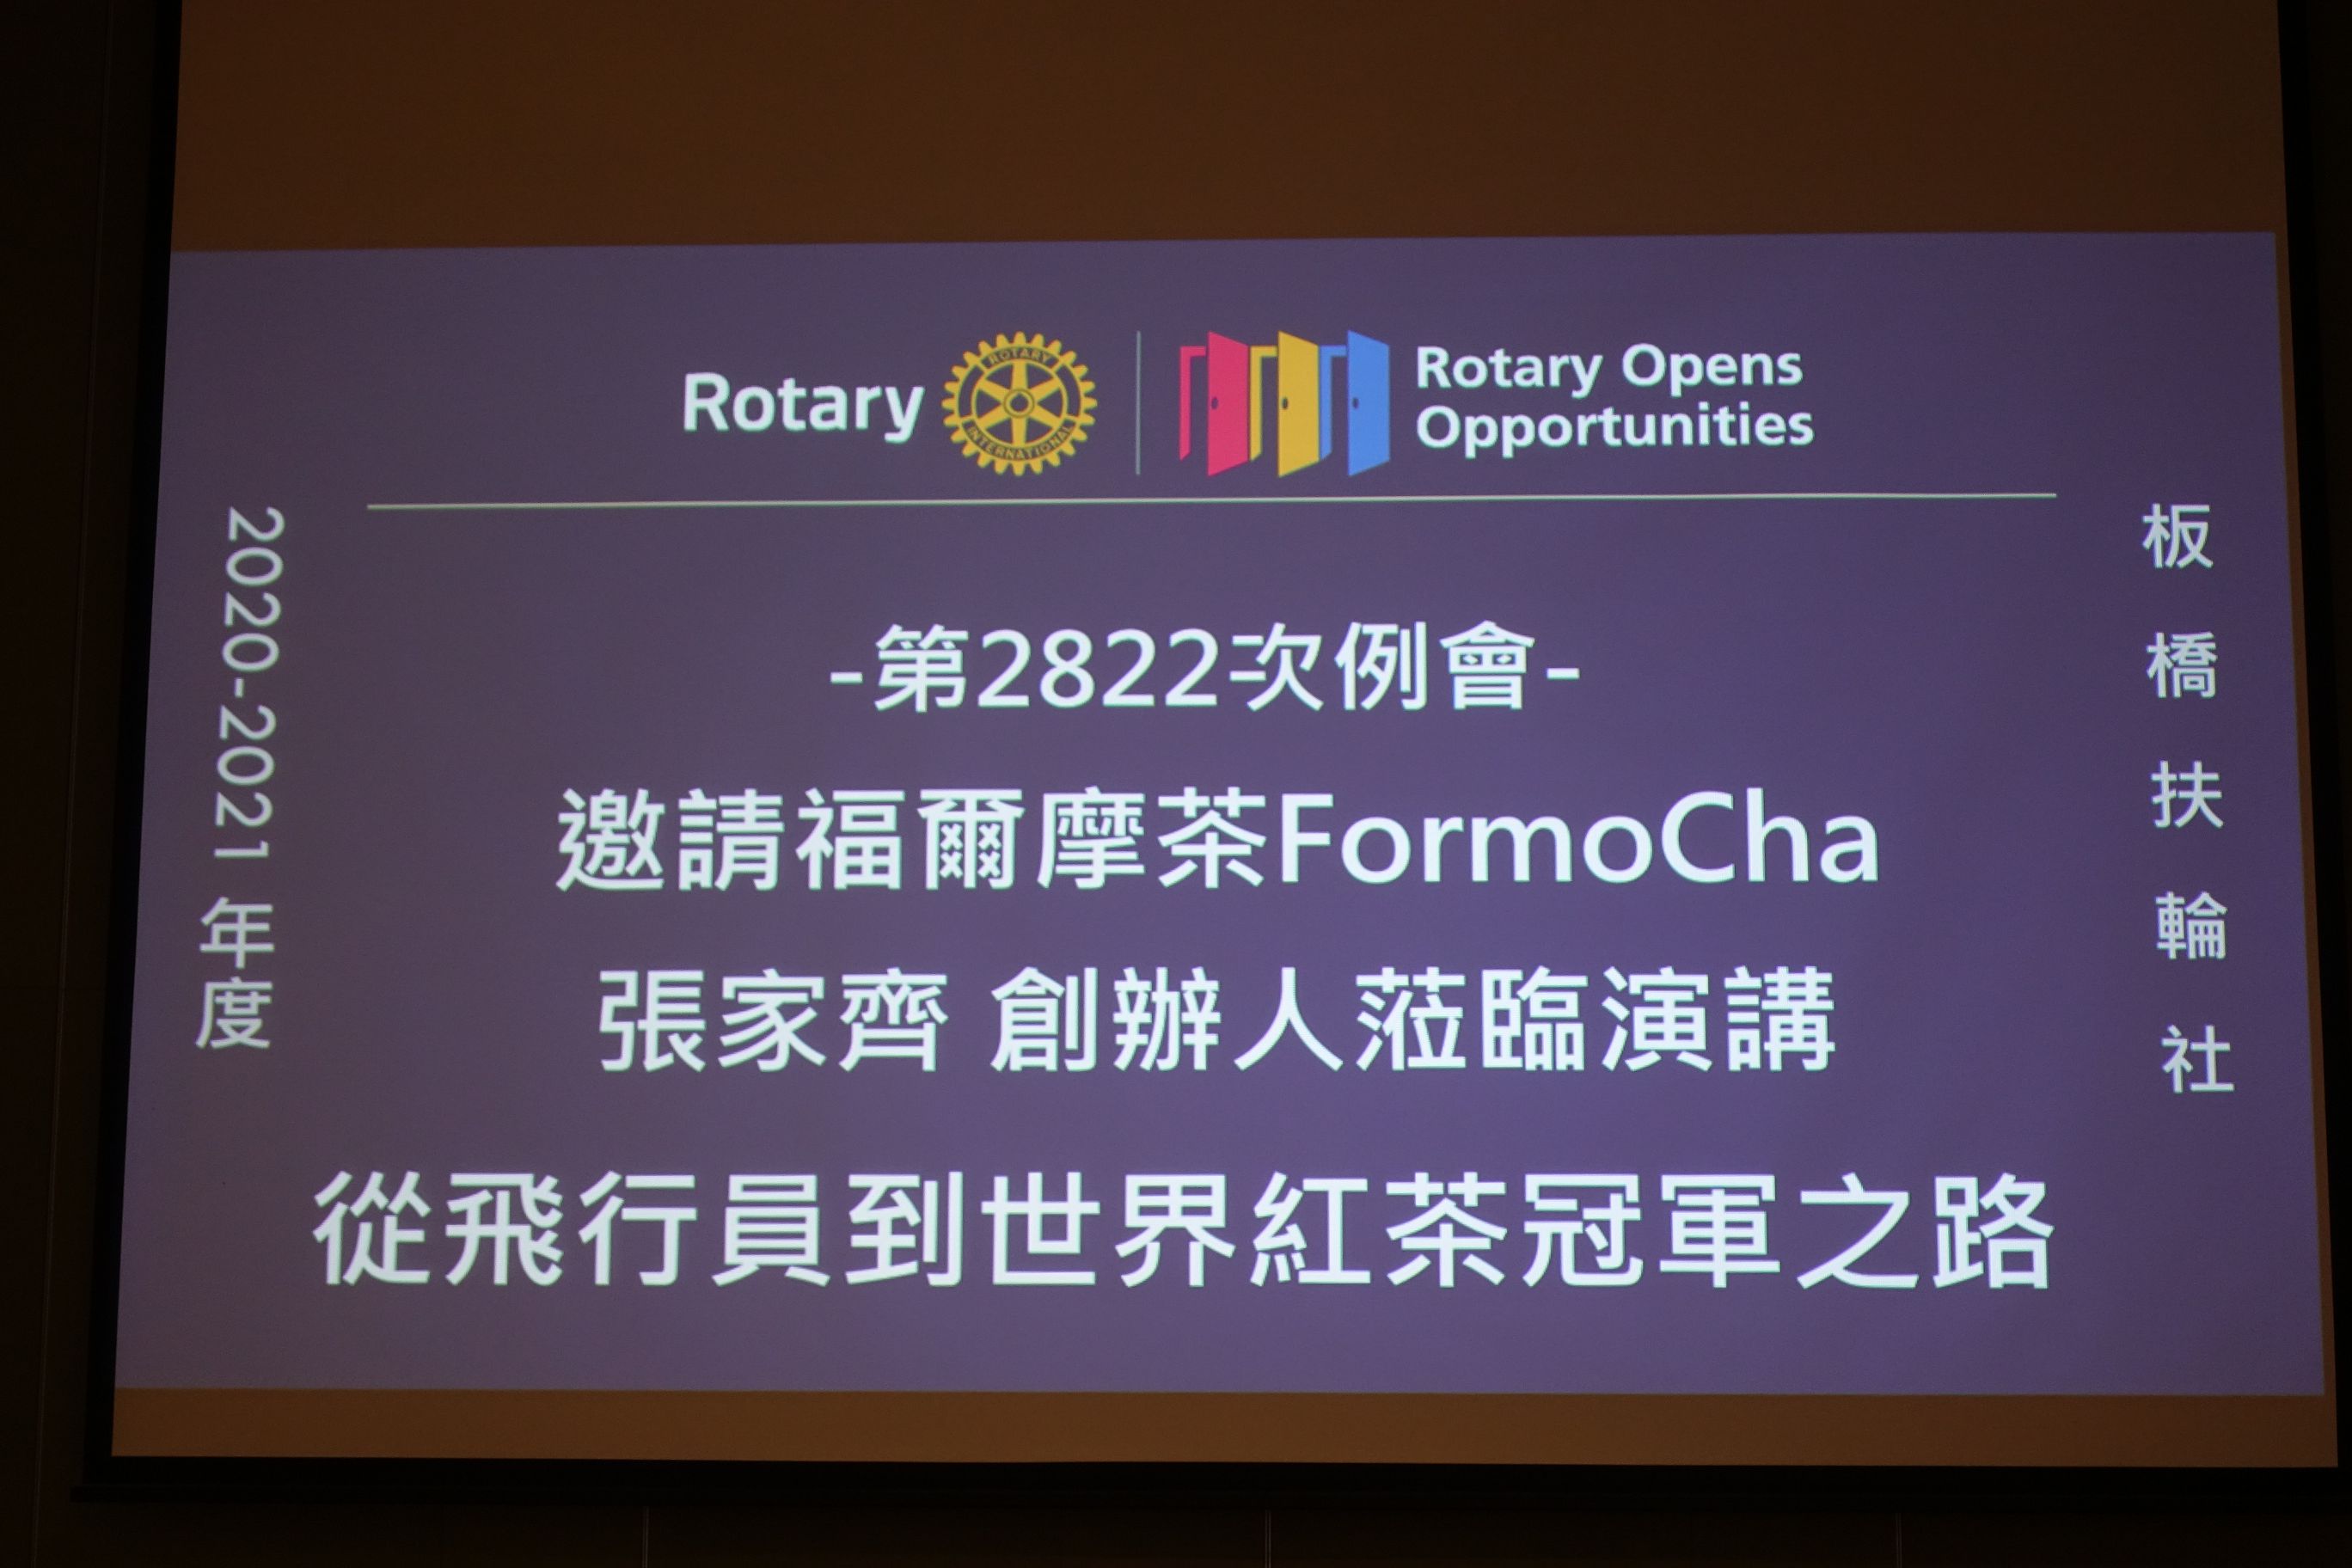 Rotary
ROTARY
INTERNATIONAL
Rotary Opens
Opportunities
2020-2021 年度
板橋扶輪社
-第2822次例會-
邀請福爾摩茶FormoCha
張家齊 創辦人蒞臨演講
從飛行員到世界紅茶冠軍之路